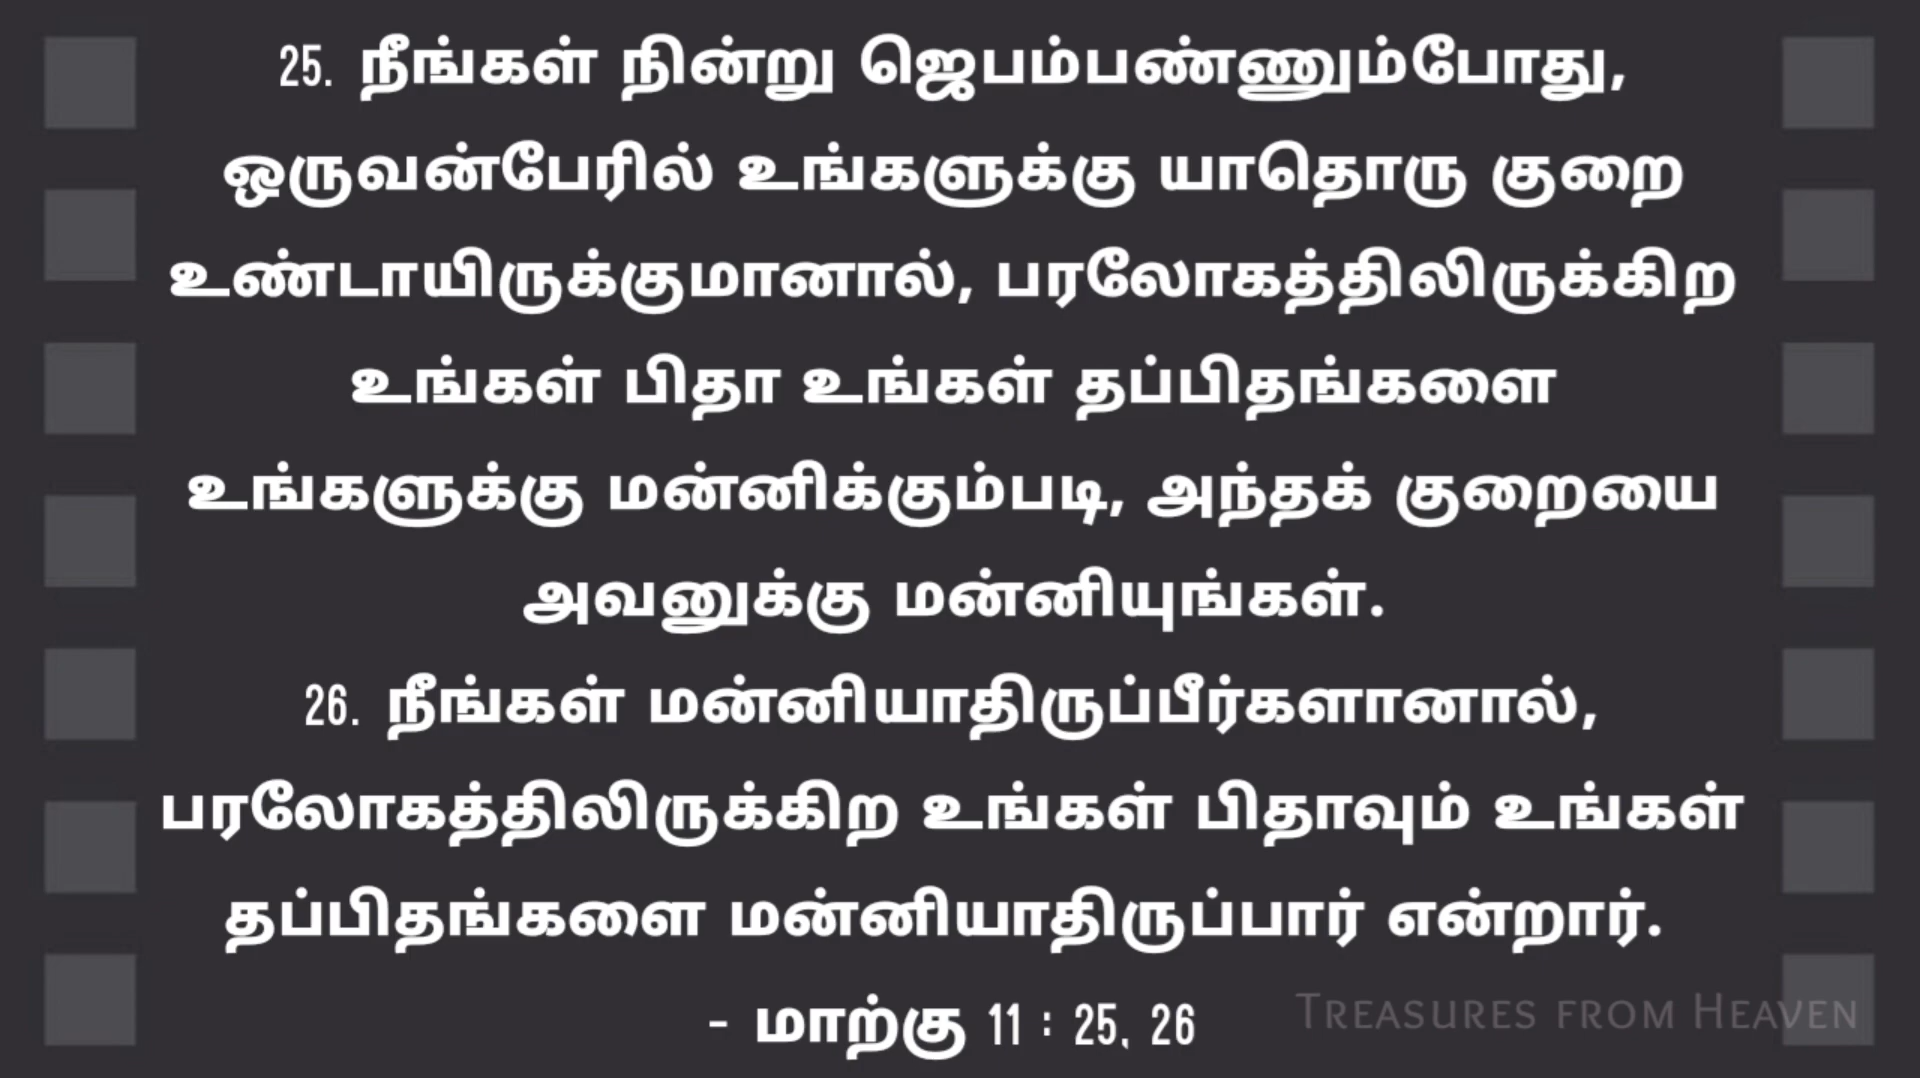 25. நீங்கள் நின்று ஜெபம்பண்ணும்போது,
ஒருவன்பேரில் உங்களுக்கு யாதொரு குறை
உண்டாயிருக்குமானால், பரலோகத்திலிருக்கிற
உங்கள் பிதா உங்கள் தப்பிதங்களை
உங்களுக்கு மன்னிக்கும்படி, அந்தக் குறையை
அவனுக்கு மன்னியுங்கள்.
26. நீங்கள் மன்னியாதிருப்பீர்களானால்,
பரலோகத்திலிருக்கிற உங்கள் பிதாவும் உங்கள்
தப்பிதங்களை மன்னியாதிருப்பார் என்றார்.
- மாற்கு 11 : 25, 26
TREASURES FROM HEAVEN